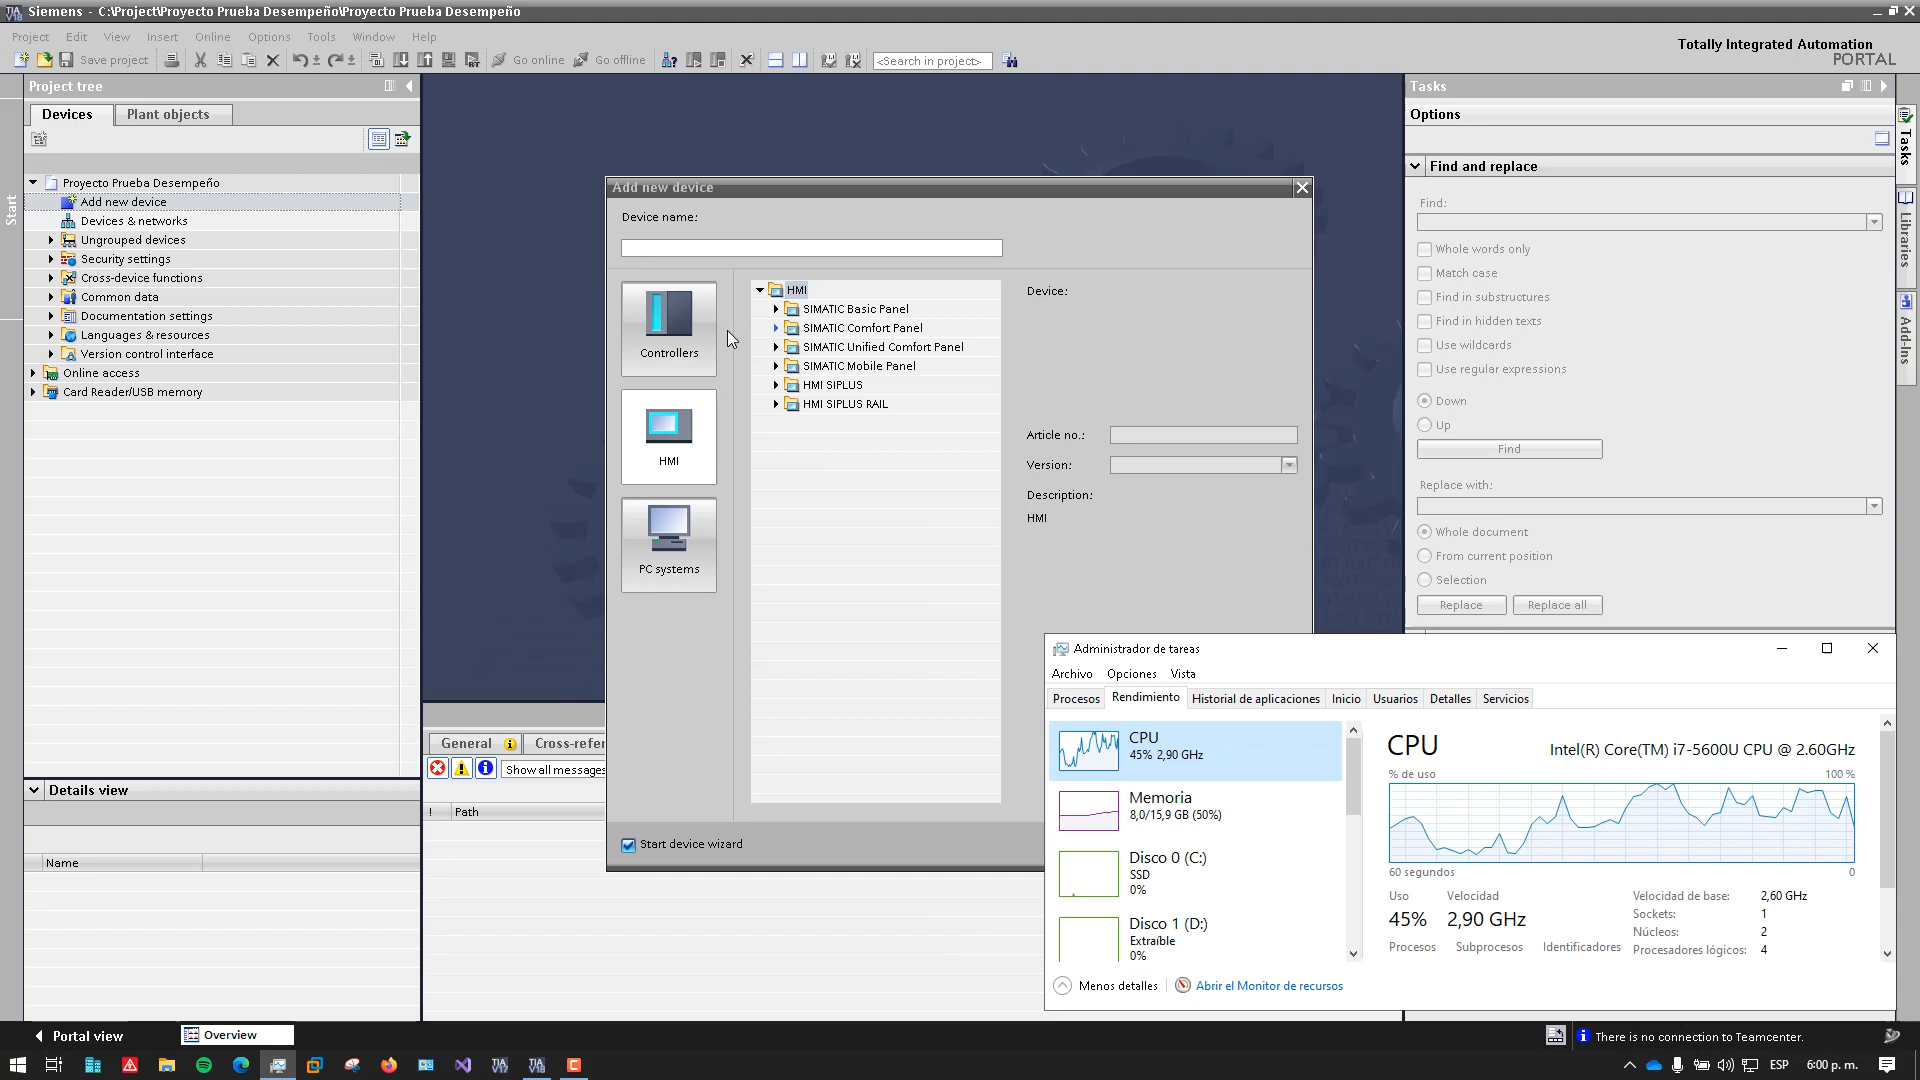 Siemens - C:\Project\Proyecto Prueba Desempeño\Proyecto Prueba Desempeño
Project Edit View Insert Online Options Tools Window Help
Save project
Go online
Go offline
<Search in project>
Totally Integrated Automation
PORTAL
Start
Project tree
Devices
Plant objects
Proyecto Prueba Desempeño
Add new device
Devices & networks
Ungrouped devices
Security settings
Cross-device functions
Common data
Documentation settings
Languages & resources
Version control interface
Online access
Card Reader/USB memory
Details view
Name
Add new device
Device name:
Controllers
HMI
PC systems
HMI
SIMATIC Basic Panel
SIMATIC Comfort Panel
SIMATIC Unified Comfort Panel
SIMATIC Mobile Panel
HMI SIPLUS
HMI SIPLUS RAIL
Device:
Article no.:
Version:
Description:
HMI
Start device wizard
General
Cross-refer
Show all messages
!
Path
Tasks
Options
Find and replace
Find:
Whole words only
Match case
Find in substructures
Find in hidden texts
Use wildcards
Use regular expressions
Down
Up
Find
Replace with:
Whole document
From current position
Selection
Replace
Replace all
Tasks
Libraries
Add-Ins
Administrador de tareas
Archivo Opciones Vista
Procesos Rendimiento Historial de aplicaciones Inicio Usuarios Detalles Servicios
CPU
45% 2,90 GHz
Memoria
8,0/15,9 GB (50%)
Disco 0 (C:)
SSD
0%
Disco 1 (D:)
Extraíble
0%
CPU
Intel(R) Core(TM) i7-5600U CPU @ 2.60GHz
% de uso
100 %
60 segundos
0
Uso
Velocidad
45%
2,90 GHz
Procesos
Subprocesos
Identificadores
Velocidad de base: 2,60 GHz
Sockets: 1
Núcleos: 2
Procesadores lógicos: 4
Menos detalles
Abrir el Monitor de recursos
Portal view
Overview
There is no connection to Teamcenter.
ESP
6:00 p. m.